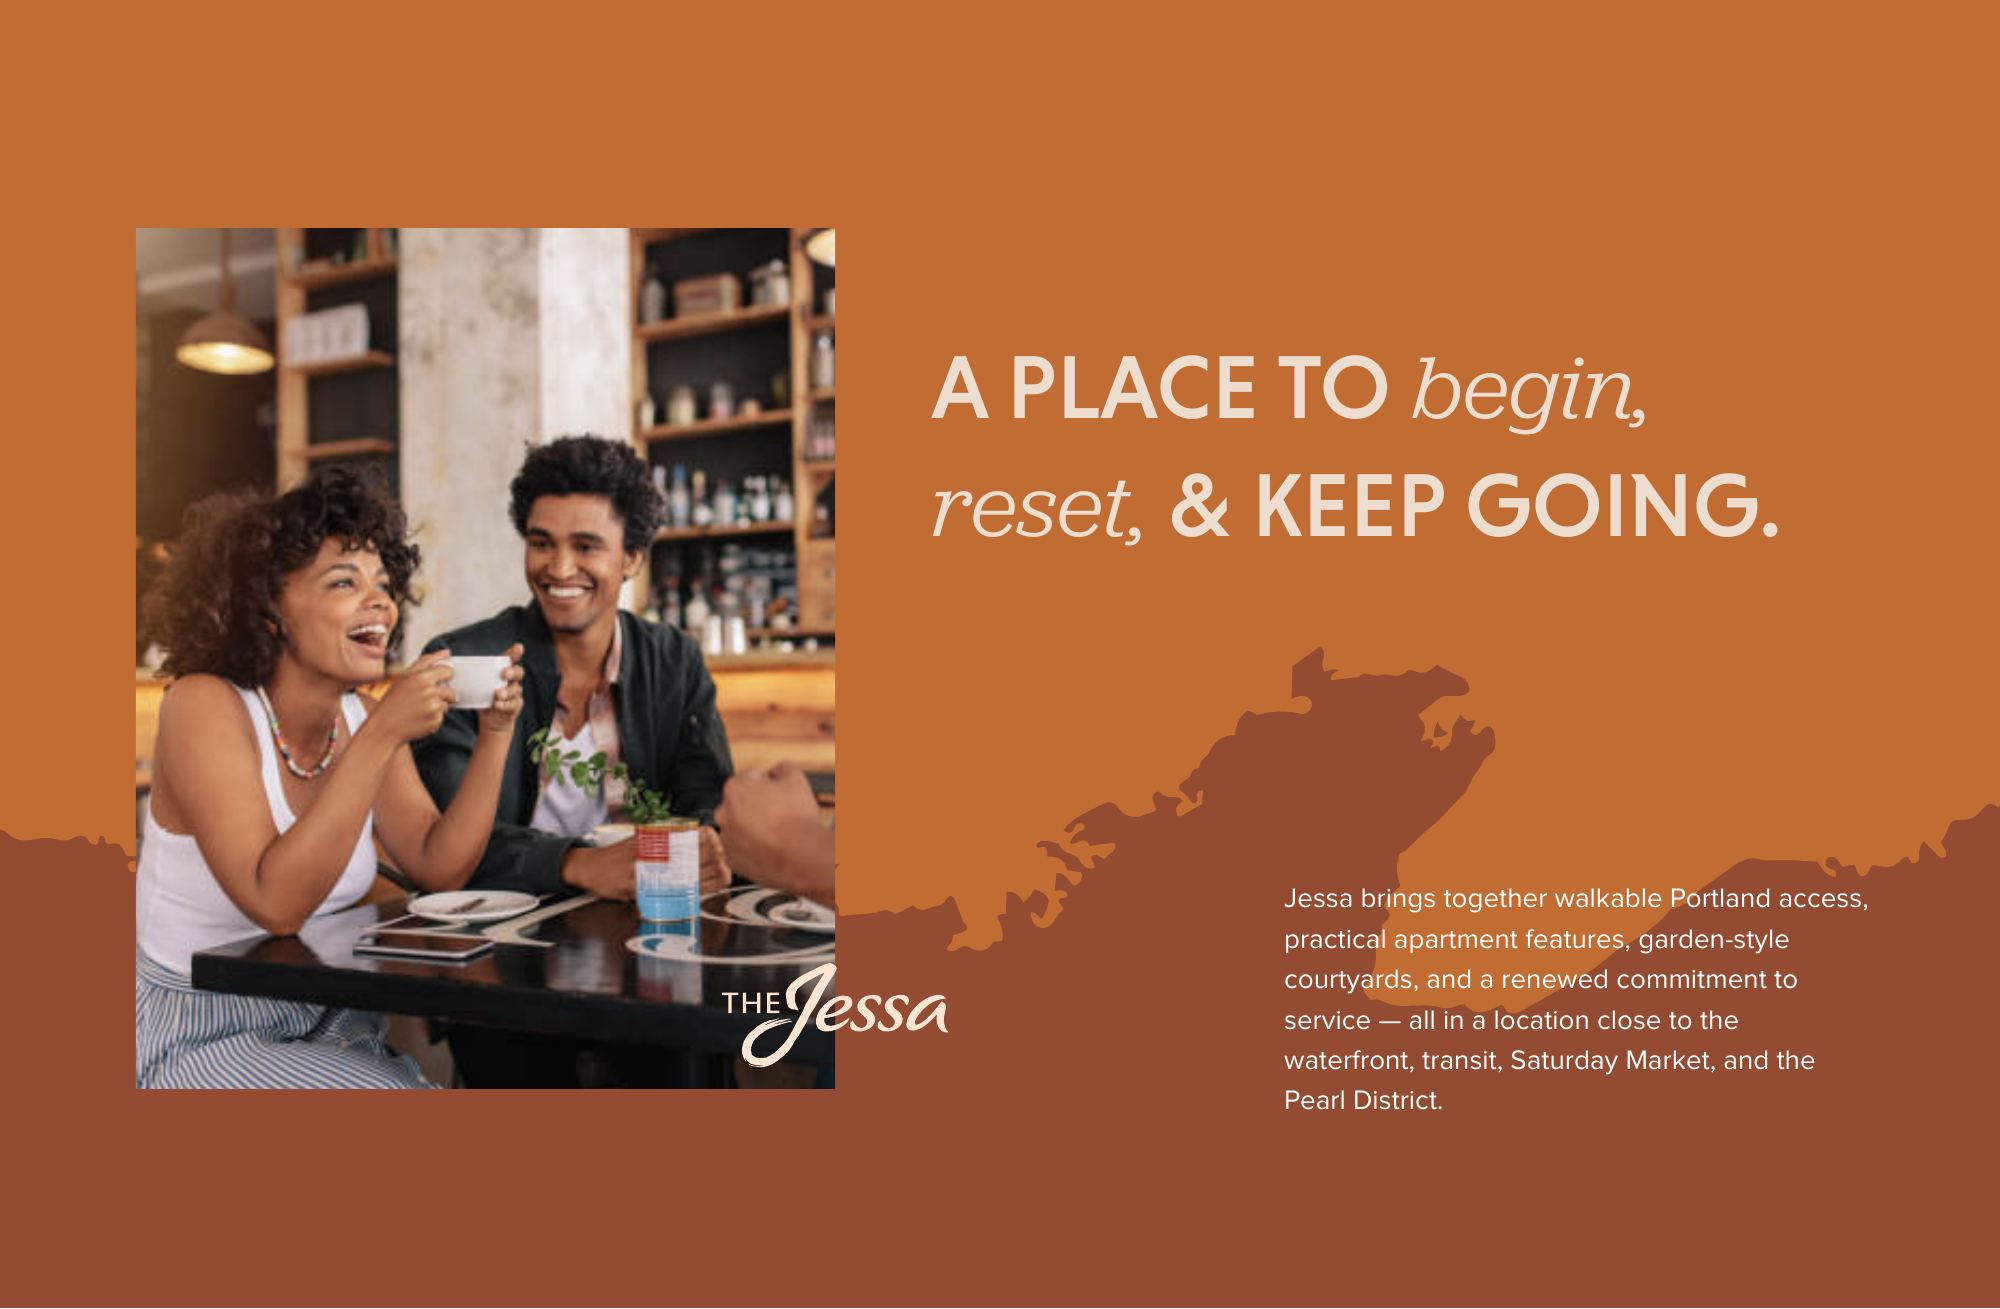 A PLACE TO begin,
reset, & KEEP GOING.
THE Jessa
Jessa brings together walkable Portland access,
practical apartment features, garden-style
courtyards, and a renewed commitment to
service — all in a location close to the
waterfront, transit, Saturday Market, and the
Pearl District.